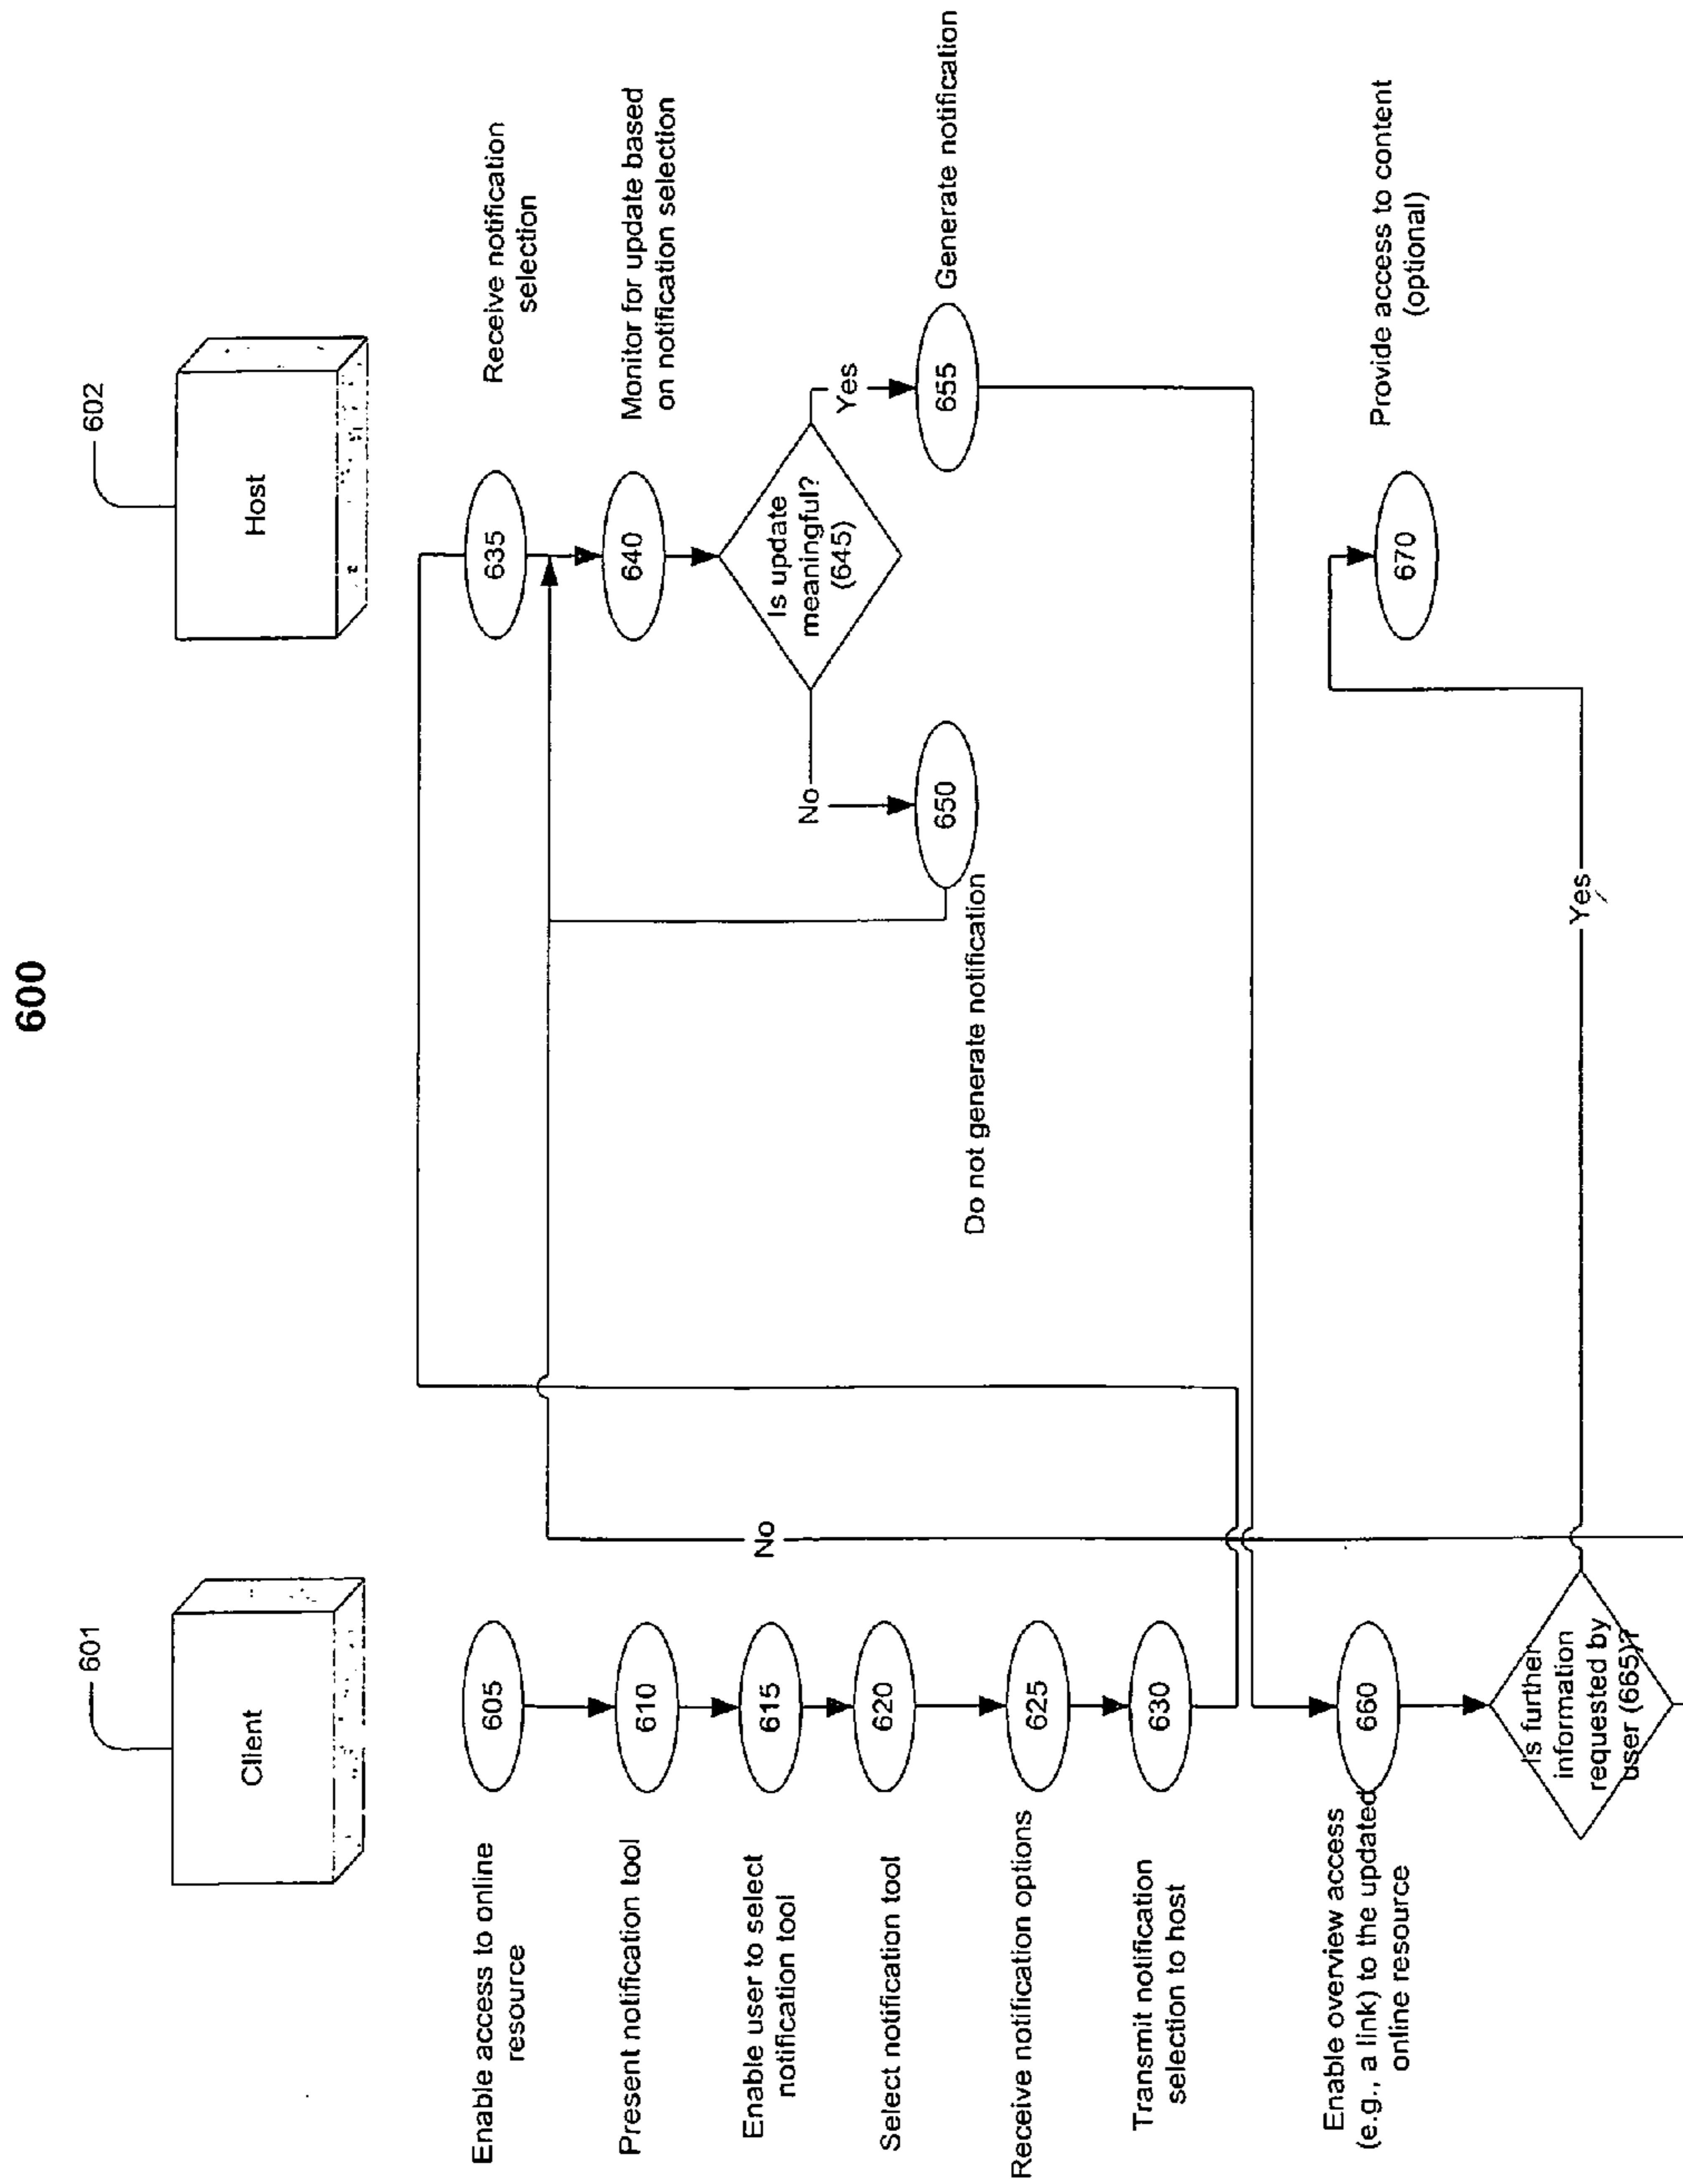 600
601
Client
602
Host
Enable access to online
resource
605
Present notification tool
610
Enable user to select
notification tool
615
Select notification tool
620
Receive notification options
625
Transmit notification
selection to host
630
635
Receive notification
selection
640
Monitor for update based
on notification selection
Is update
meaningful?
(645)
No
Yes
650
Do not generate notification
655
Generate notification
Enable overview access
(e.g., a link) to the updated
online resource
660
Is further
information
requested by
user (665)?
No
Yes
670
Provide access to content
(optional)